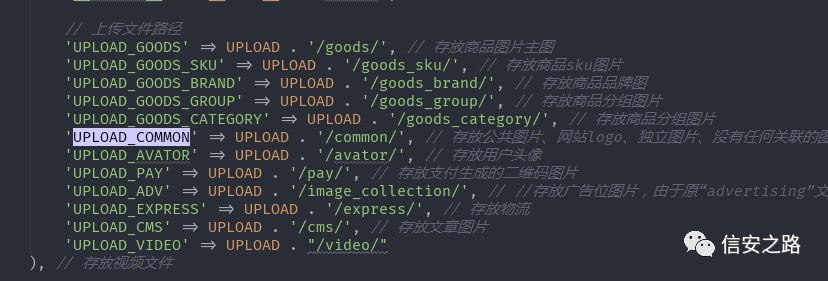 // 上传文件路径
'UPLOAD_GOODS' => UPLOAD . '/goods/', // 存放商品图片主图
'UPLOAD_GOODS_SKU' => UPLOAD . '/goods_sku/', // 存放商品sku图片
'UPLOAD_GOODS_BRAND' => UPLOAD . '/goods_brand/', // 存放商品品牌图
'UPLOAD_GOODS_GROUP' => UPLOAD . '/goods_group/', // 存放商品分组图片
'UPLOAD_GOODS_CATEGORY' => UPLOAD . '/goods_category/', // 存放商品分组图片
'UPLOAD_COMMON' => UPLOAD . '/common/', // 存放公共图片、网站logo、独立图片、没有任何关联的图
'UPLOAD_AVATOR' => UPLOAD . '/avator/', // 存放用户头像
'UPLOAD_PAY' => UPLOAD . '/pay/', // 存放支付生成的二维码图片
'UPLOAD_ADV' => UPLOAD . '/image_collection/', // //存放广告位图片，由于原“advertising”文
'UPLOAD_EXPRESS' => UPLOAD . '/express/', // 存放物流
'UPLOAD_CMS' => UPLOAD . '/cms/', // 存放文章图片
'UPLOAD_VIDEO' => UPLOAD . "/video/"
), // 存放视频文件
信安之路